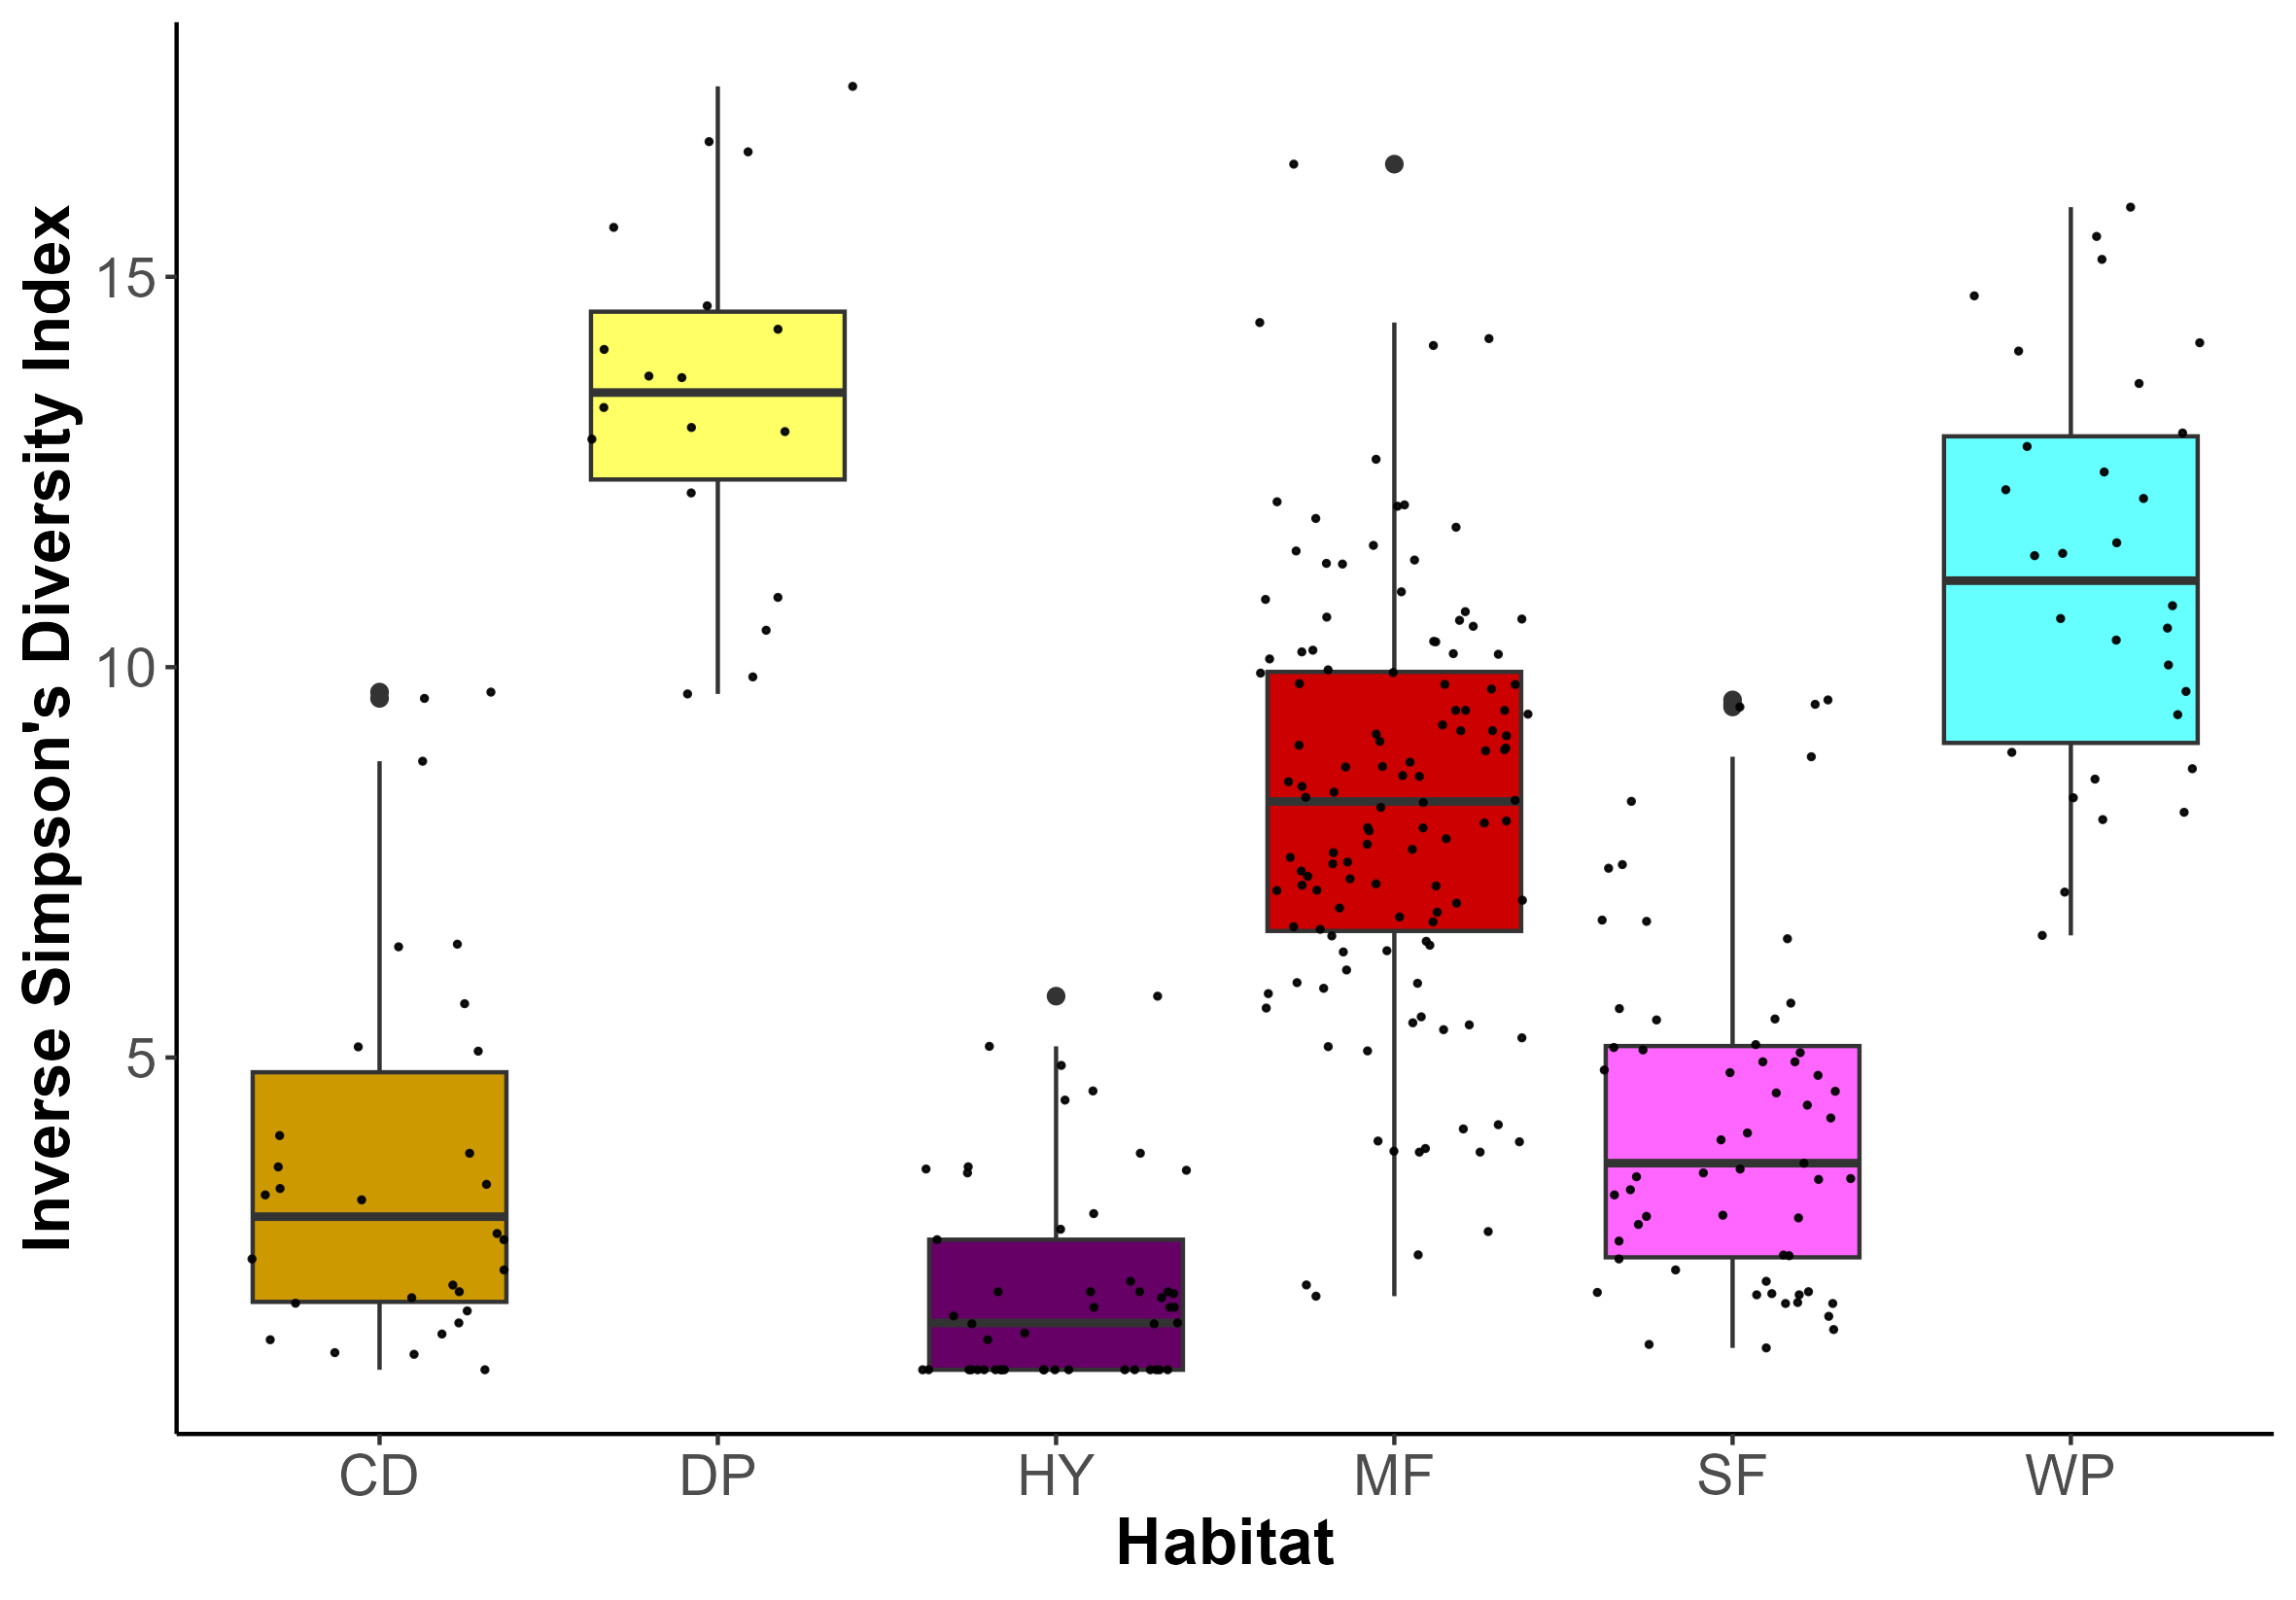 Inverse Simpson's Diversity Index
15
10
5
CD DP HY MF SF WP
Habitat